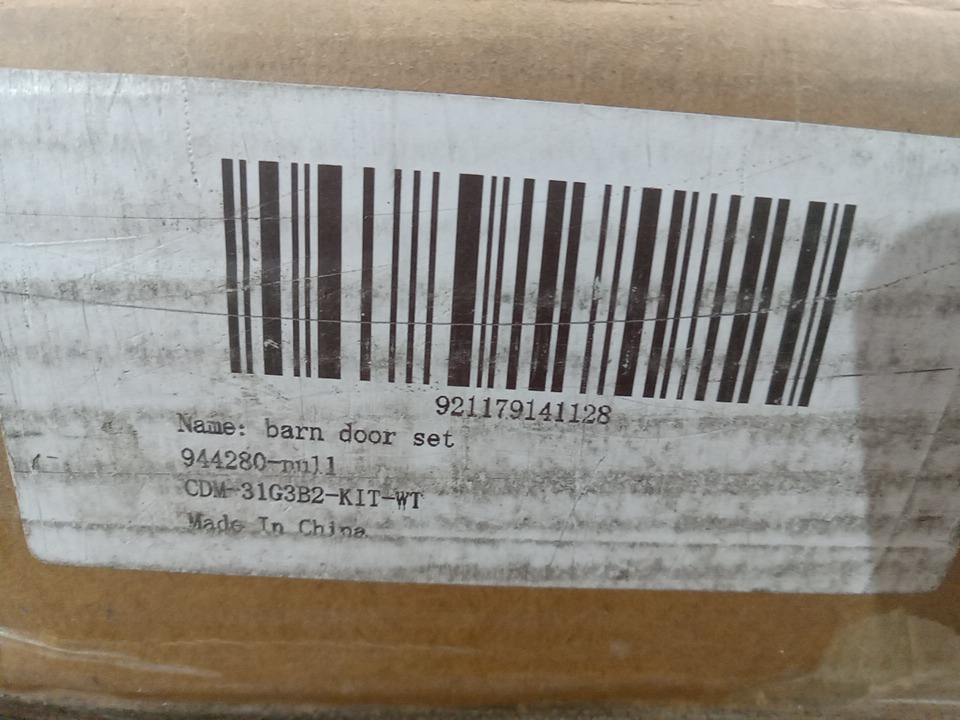 921179141128
Name: barn door set
944280-null
CDM-31G3B2-KIT-WT
Made In China